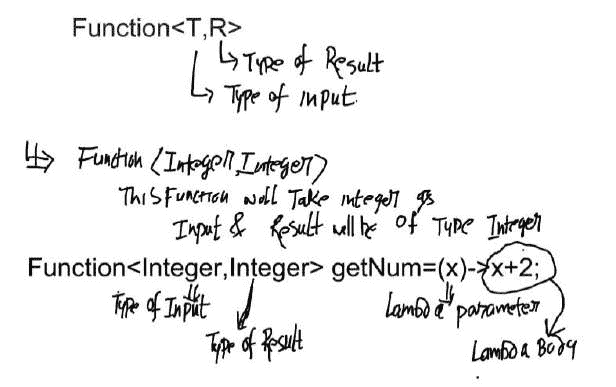 Function<T,R>
Type of Result
Type of input.
Function (Integer, Integer)
This Function will Take integer as
Input & Result will be of Type Integer
Function<Integer,Integer> getNum=(x)->x+2;
Type of Input
Lambda parameter
Type of Result
Lambda Body